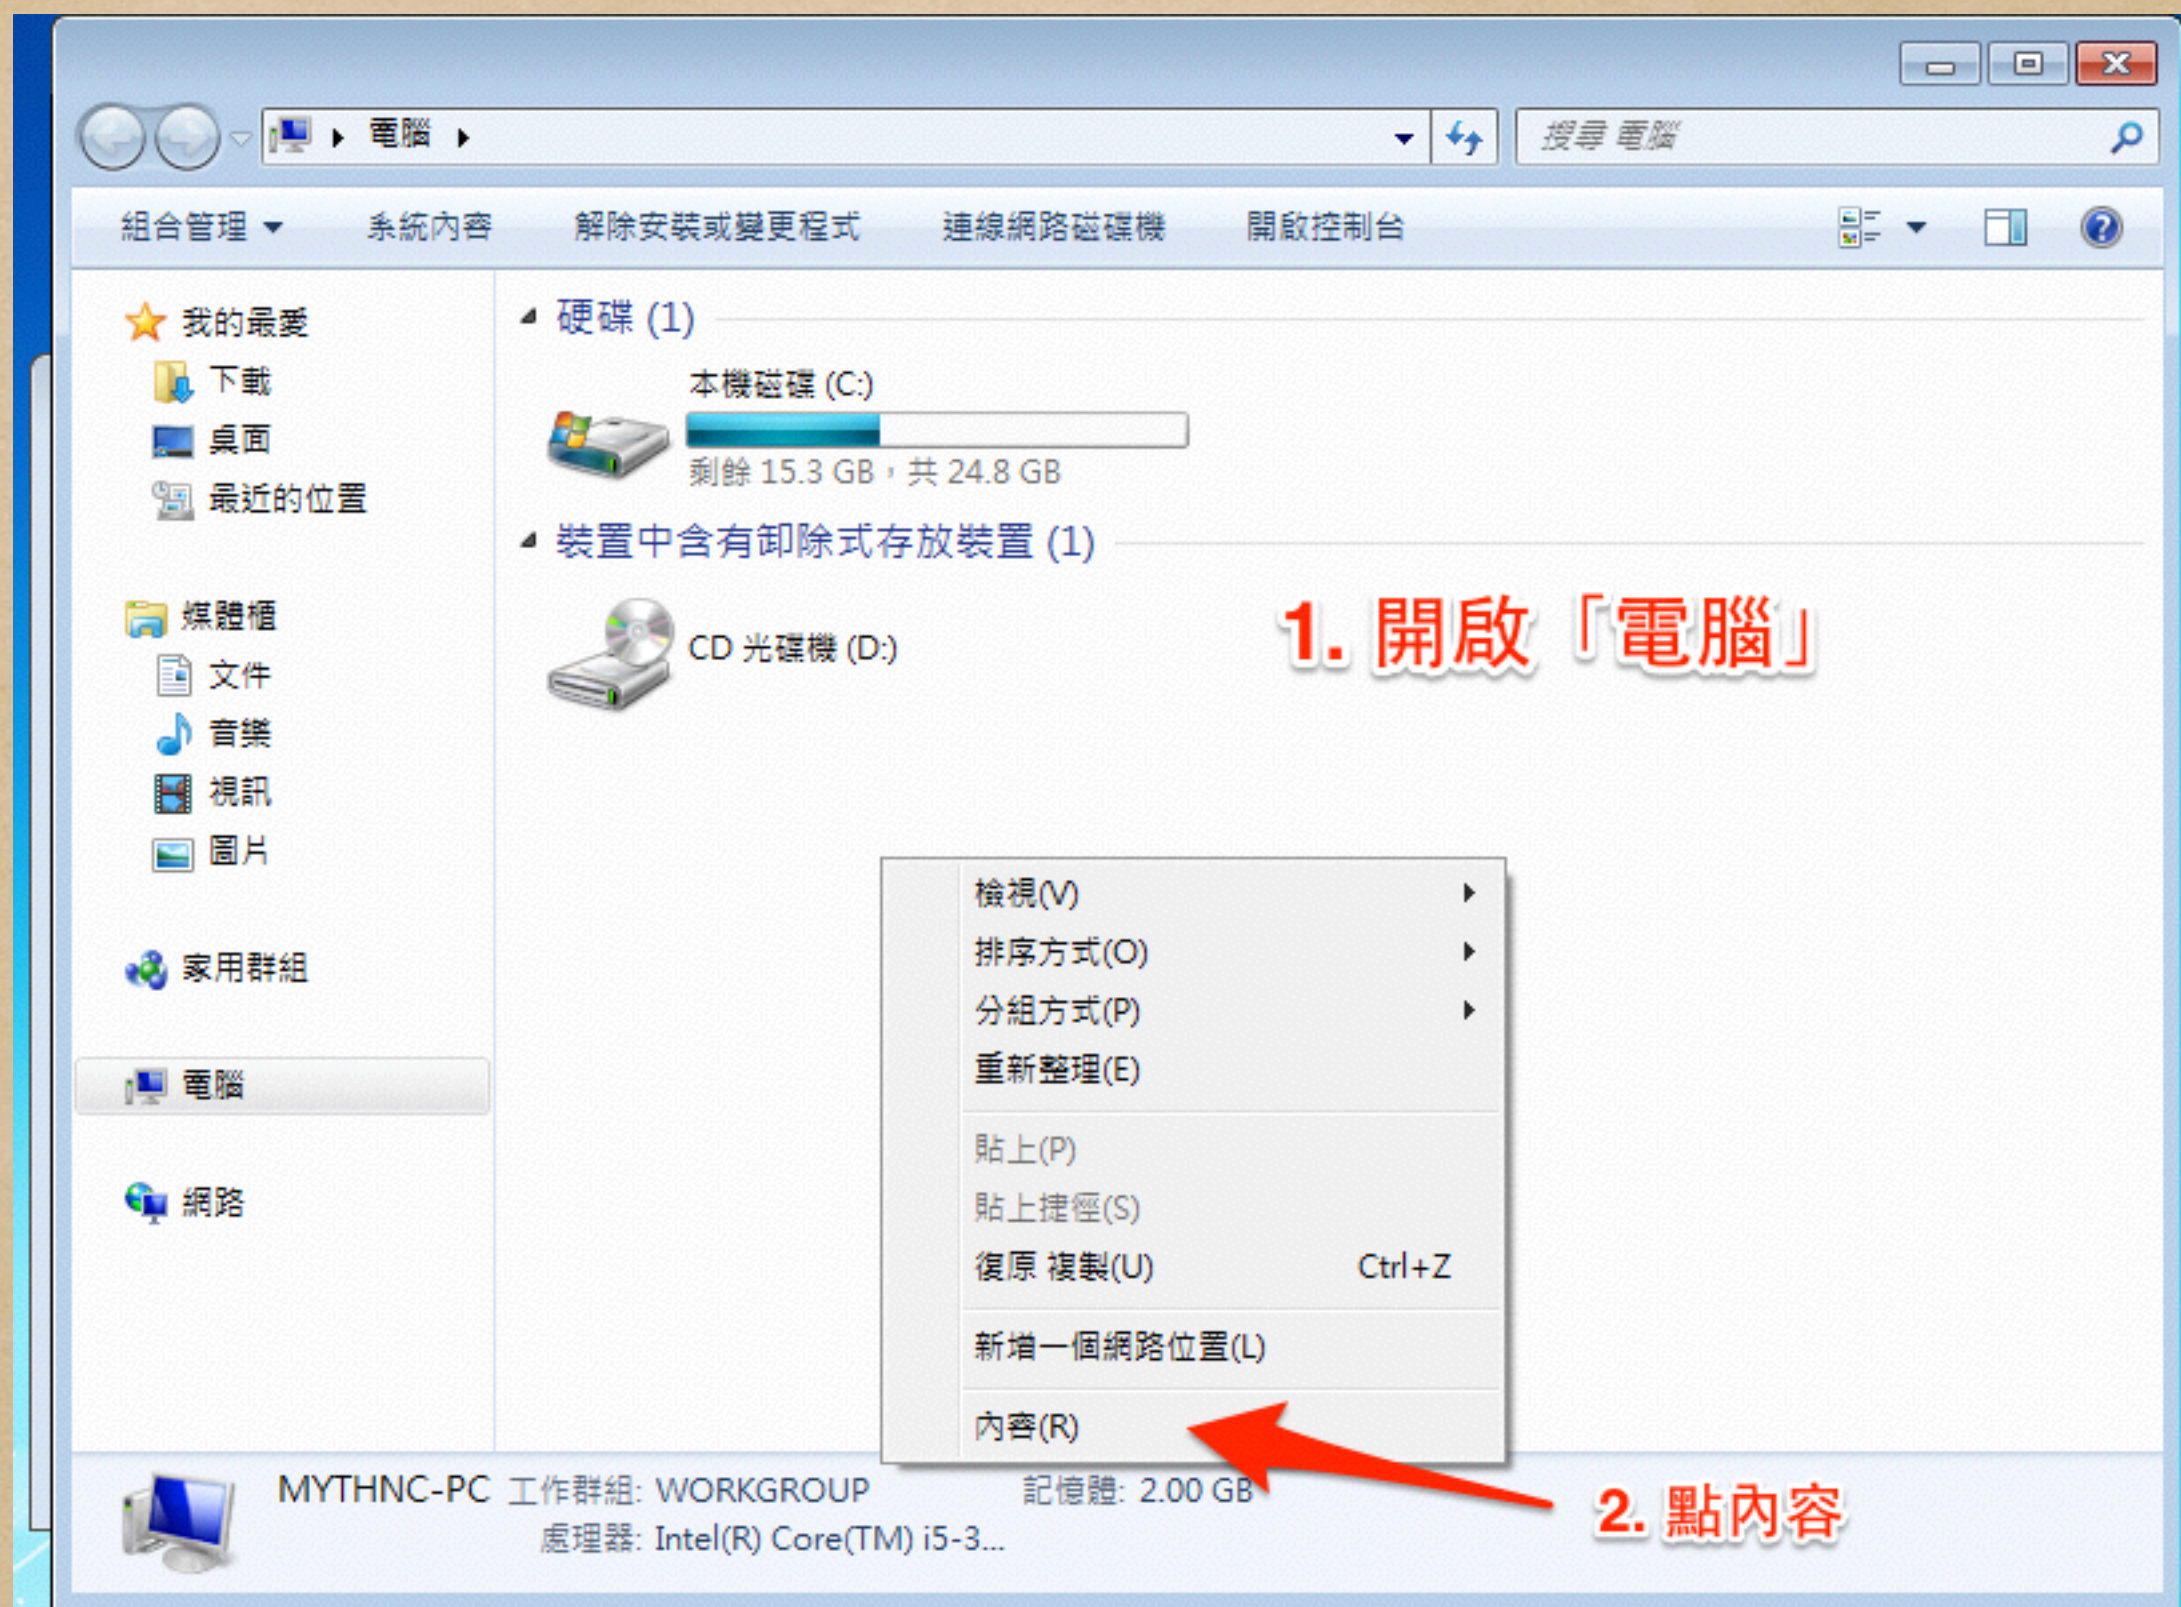 電腦
搜尋 電腦
組合管理 系統內容 解除安裝或變更程式 連線網路磁碟機 開啟控制台
我的最愛
下載
桌面
最近的位置
媒體櫃
文件
音樂
視訊
圖片
家用群組
電腦
網路
硬碟 (1)
本機磁碟 (C:)
剩餘 15.3 GB，共 24.8 GB
裝置中含有卸除式存放裝置 (1)
CD 光碟機 (D:)
1. 開啟「電腦」
檢視(V)
排序方式(O)
分組方式(P)
重新整理(E)
貼上(P)
貼上捷徑(S)
復原 複製(U) Ctrl+Z
新增一個網路位置(L)
內容(R)
2. 點內容
MYTHNC-PC 工作群組: WORKGROUP 記憶體: 2.00 GB
處理器: Intel(R) Core(TM) i5-3...